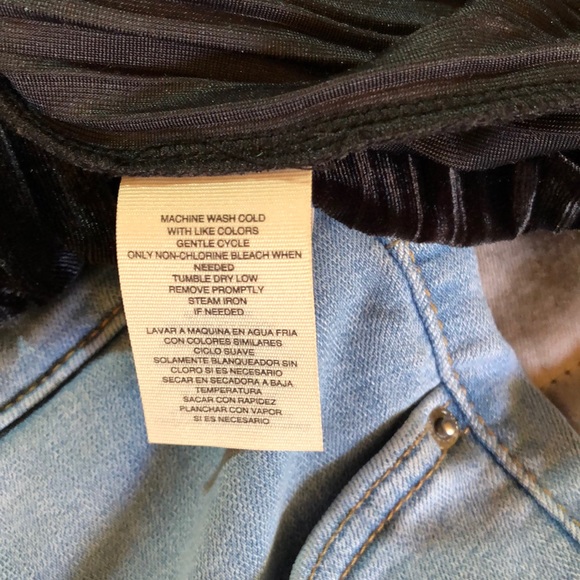 MACHINE WASH COLD
WITH LIKE COLORS
GENTLE CYCLE
ONLY NON-CHLORINE BLEACH WHEN
NEEDED
TUMBLE DRY LOW
REMOVE PROMPTLY
STEAM IRON
IF NEEDED
LAVAR A MAQUINA EN AGUA FRIA
CON COLORES SIMILARES
CICLO SUAVE
SOLAMENTE BLANQUEADOR SIN
CLORO SI ES NECESARIO
SECAR EN SECADORA A BAJA
TEMPERATURA
SACAR CON RAPIDEZ
PLANCHAR CON VAPOR
SI ES NECESARIO